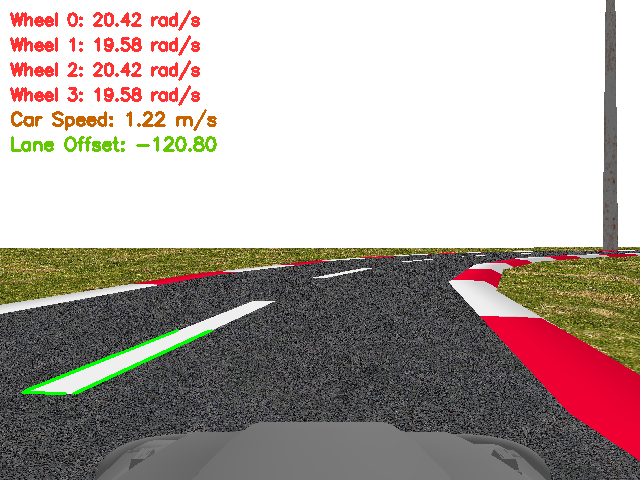 Wheel 0: 20.42 rad/s
Wheel 1: 19.58 rad/s
Wheel 2: 20.42 rad/s
Wheel 3: 19.58 rad/s
Car Speed: 1.22 m/s
Lane Offset: -120.80